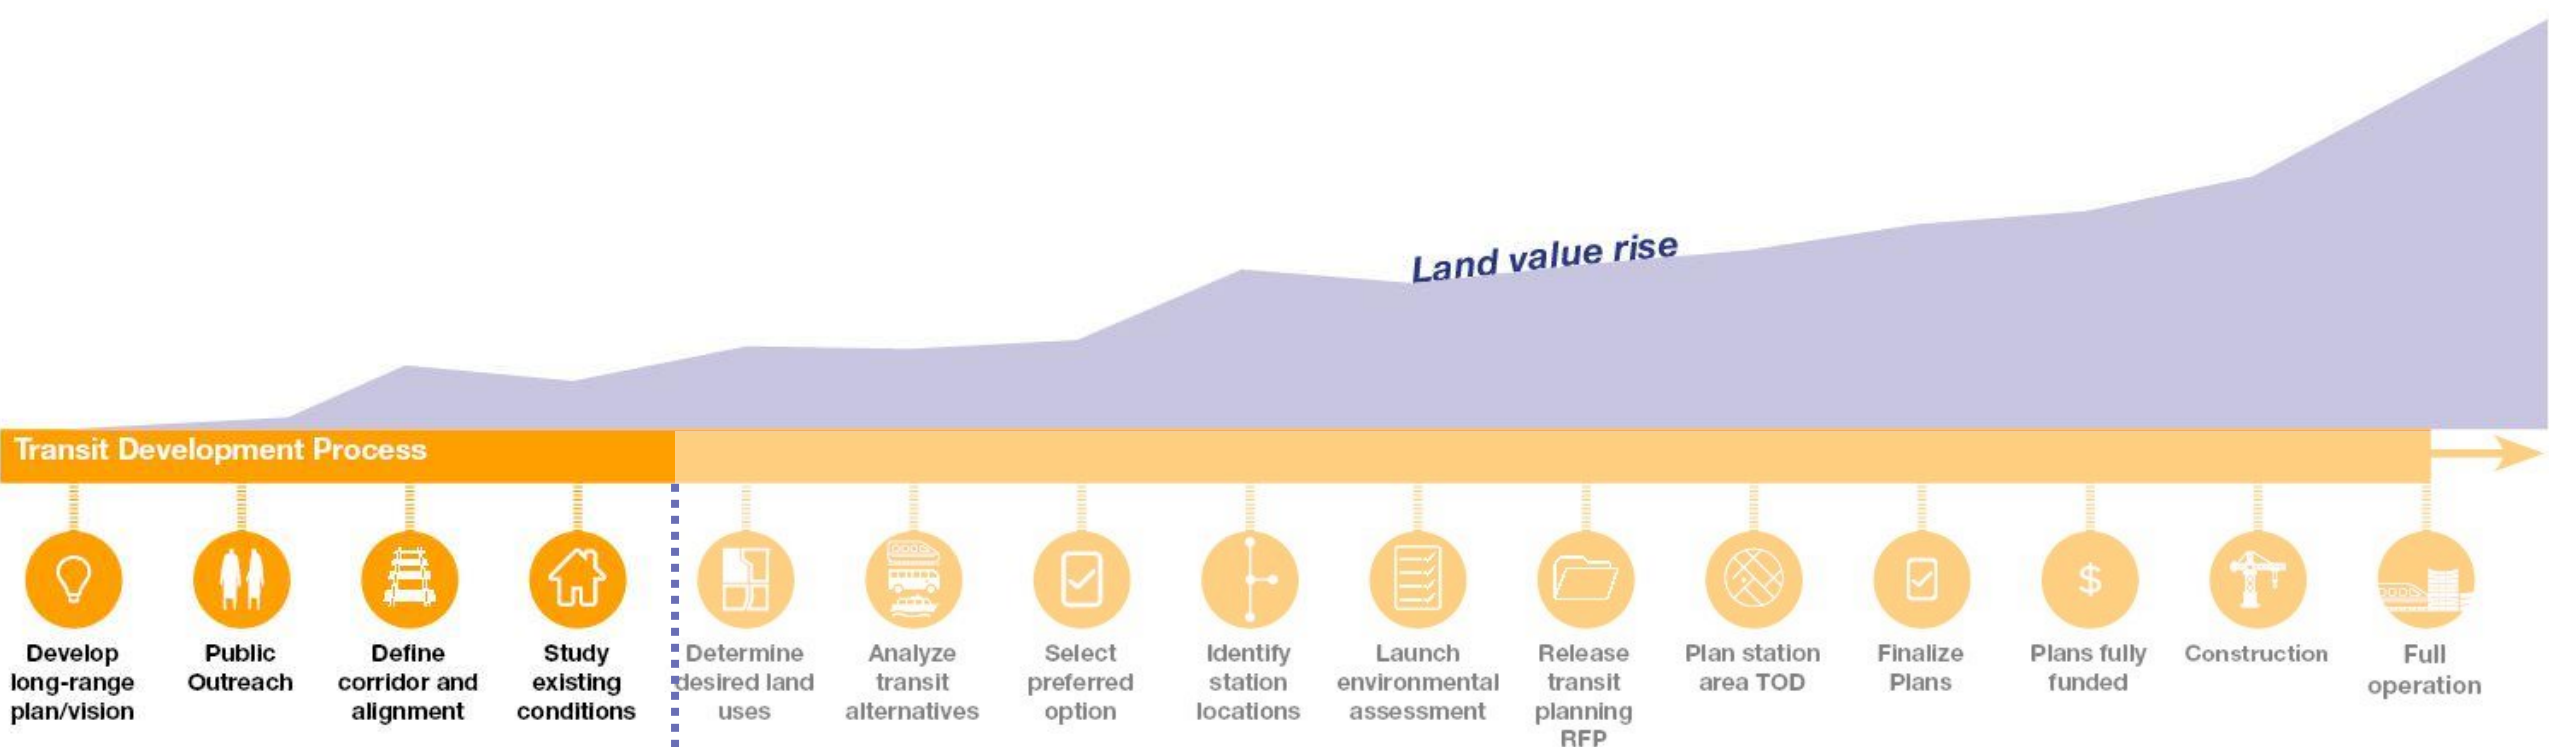 Land value rise
Transit Development Process
Develop
long-range
plan/vision
Public
Outreach
Define
corridor and
alignment
Study
existing
conditions
Determine
desired land
uses
Analyze
transit
alternatives
Select
preferred
option
Identify
station
locations
Launch
environmental
assessment
Release
transit
planning
RFP
Plan station
area TOD
Finalize
Plans
$
Plans fully
funded
Construction
Full
operation